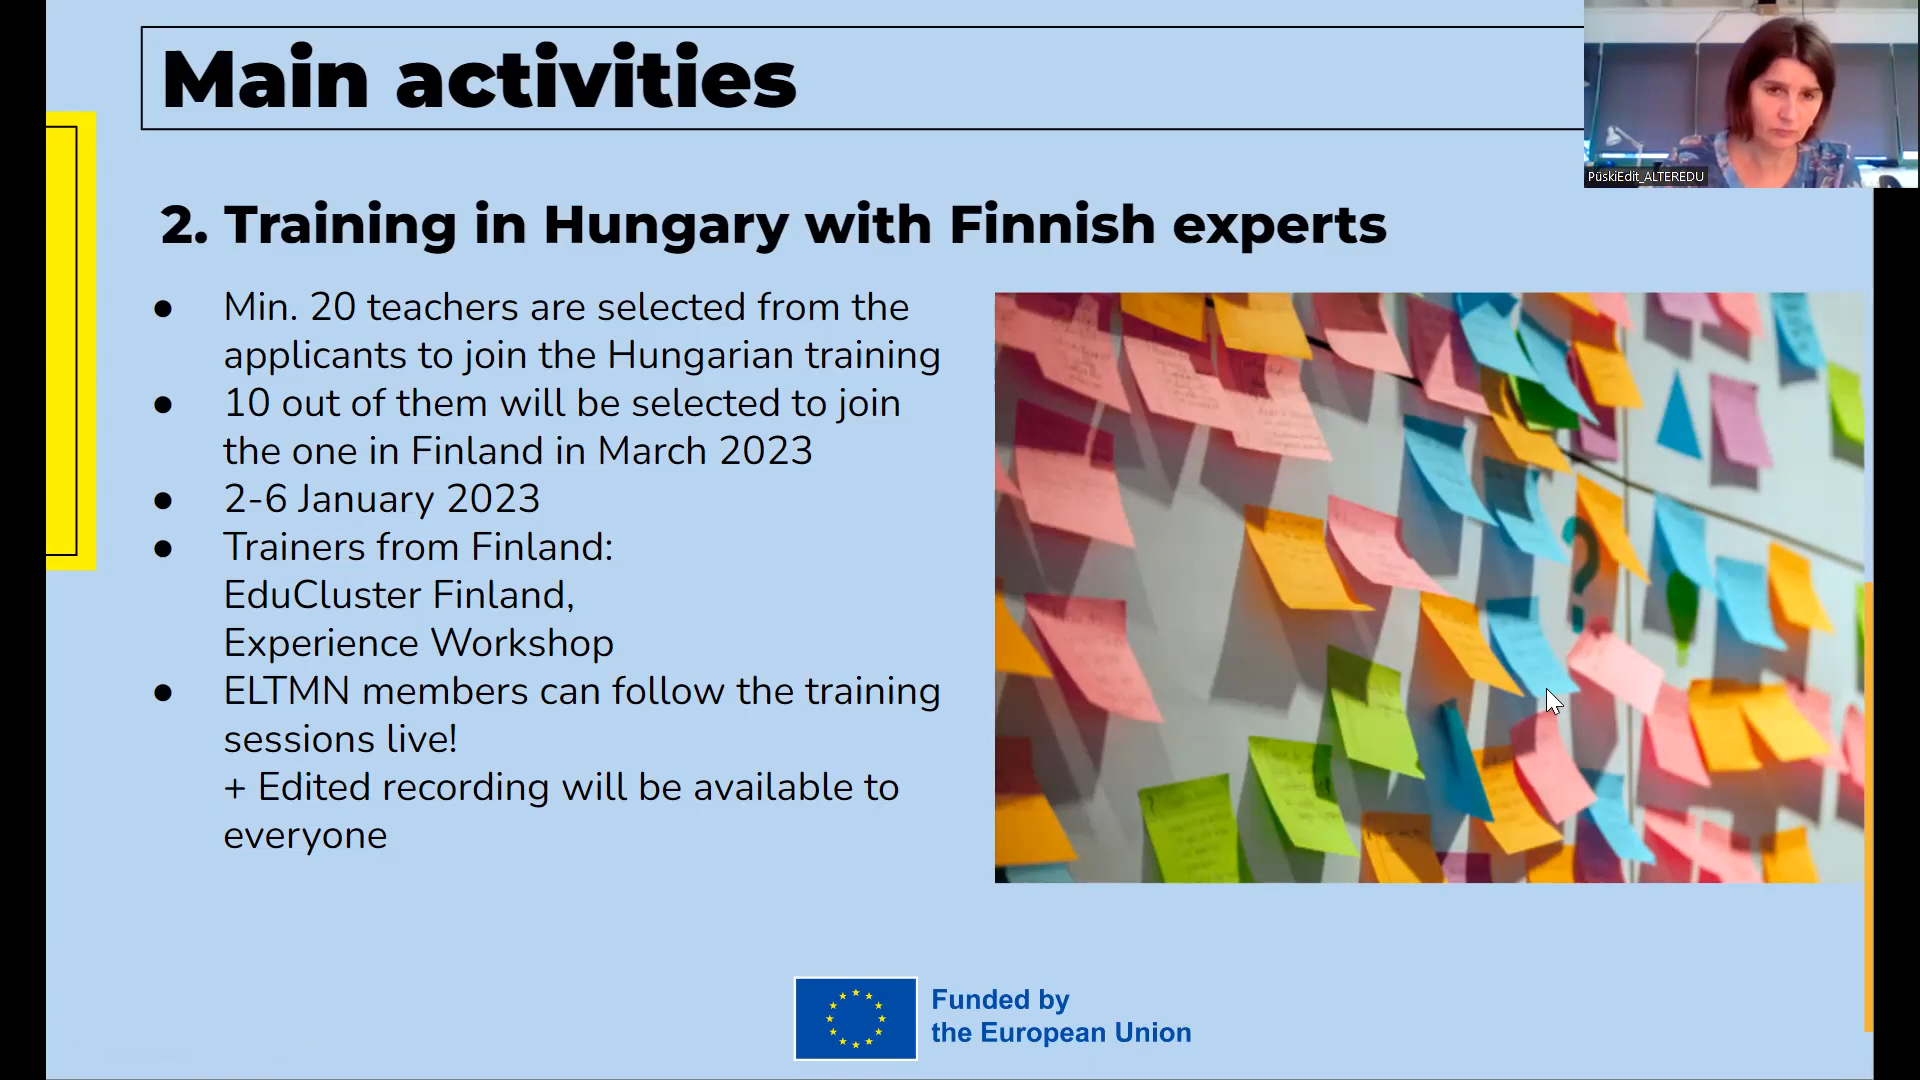 Main activities
PüskiEdit_ALTEREDU
2. Training in Hungary with Finnish experts
● Min. 20 teachers are selected from the
applicants to join the Hungarian training
● 10 out of them will be selected to join
the one in Finland in March 2023
● 2-6 January 2023
● Trainers from Finland:
EduCluster Finland,
Experience Workshop
● ELTMN members can follow the training
sessions live!
+ Edited recording will be available to
everyone
?
Funded by
the European Union